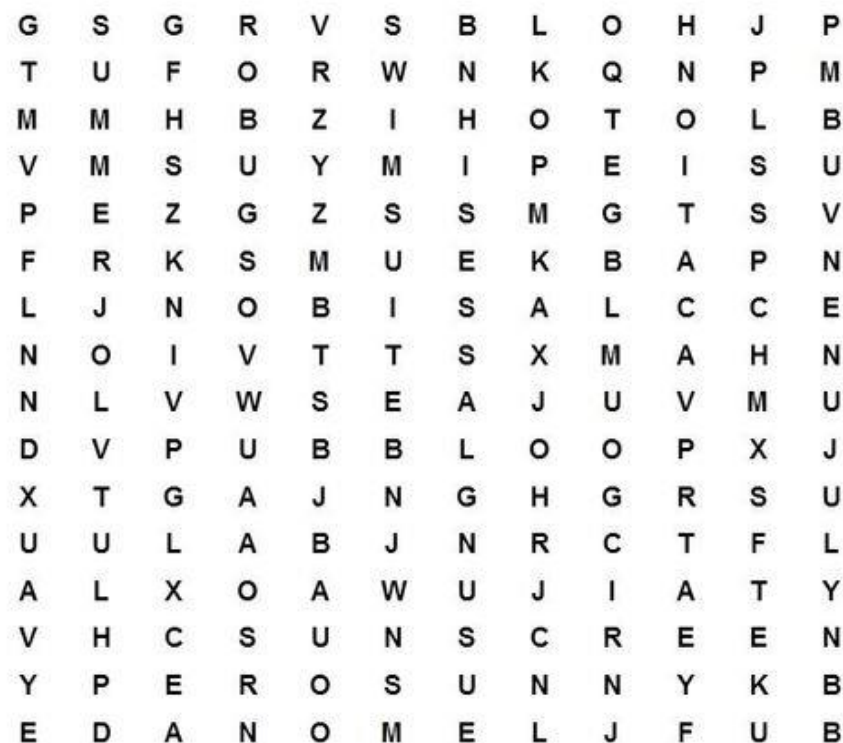 G S G R V S B L O H J P
T U F O R W N K Q N P M
M M H B Z I H O T O L B
V M S U Y M I P E I S U
P E Z G Z S S M G T S V
F R K S M U E K B A P N
L J N O B I S A L C C E
N O I V T T S X M A H N
N L V W S E A J U V M U
D V P U B B L O O P X J
X T G A J N G H G R S U
U U L A B J N R C T F L
A L X O A W U J I A T Y
V H C S U N S C R E E N
Y P E R O S U N N Y K B
E D A N O M E L J F U B